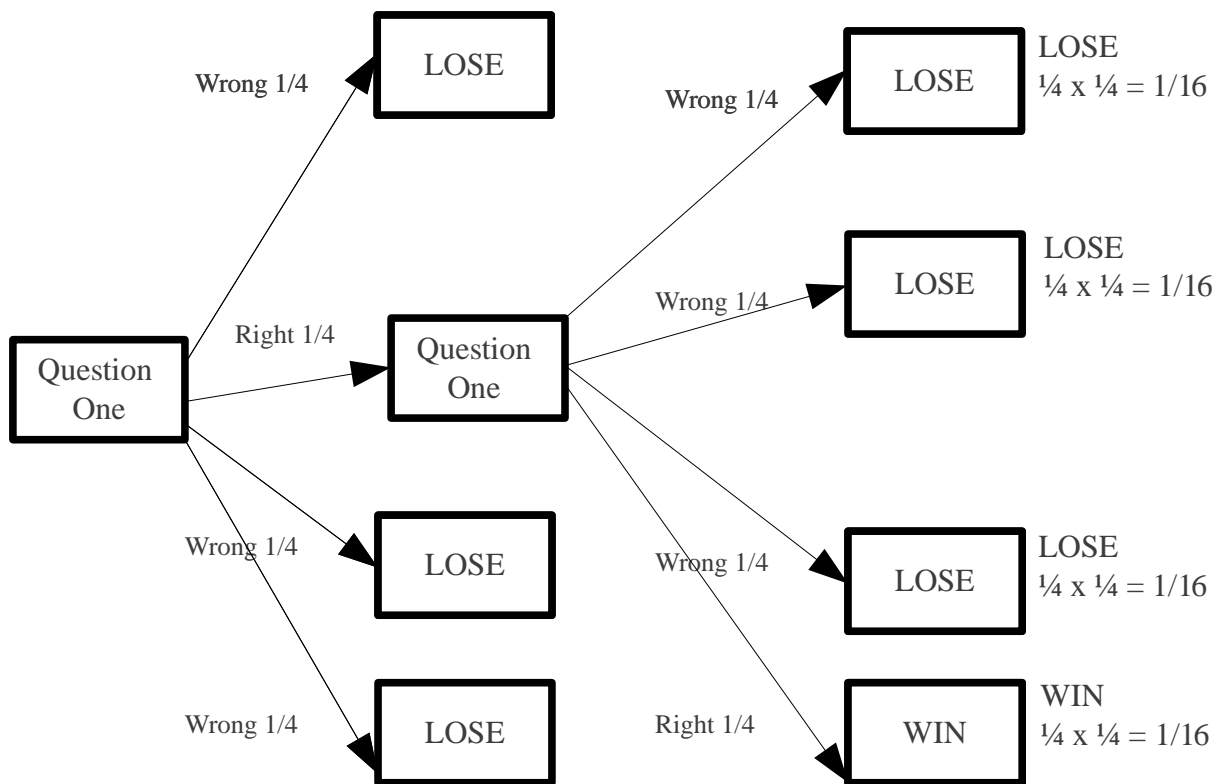 LOSE
Wrong 1/4
Wrong 1/4
LOSE
LOSE
¼ x ¼ = 1/16
LOSE
LOSE
¼ x ¼ = 1/16
Wrong 1/4
Right 1/4
Question
One
Question
One
Wrong 1/4
LOSE
Wrong 1/4
LOSE
LOSE
¼ x ¼ = 1/16
Wrong 1/4
LOSE
Right 1/4
WIN
WIN
¼ x ¼ = 1/16